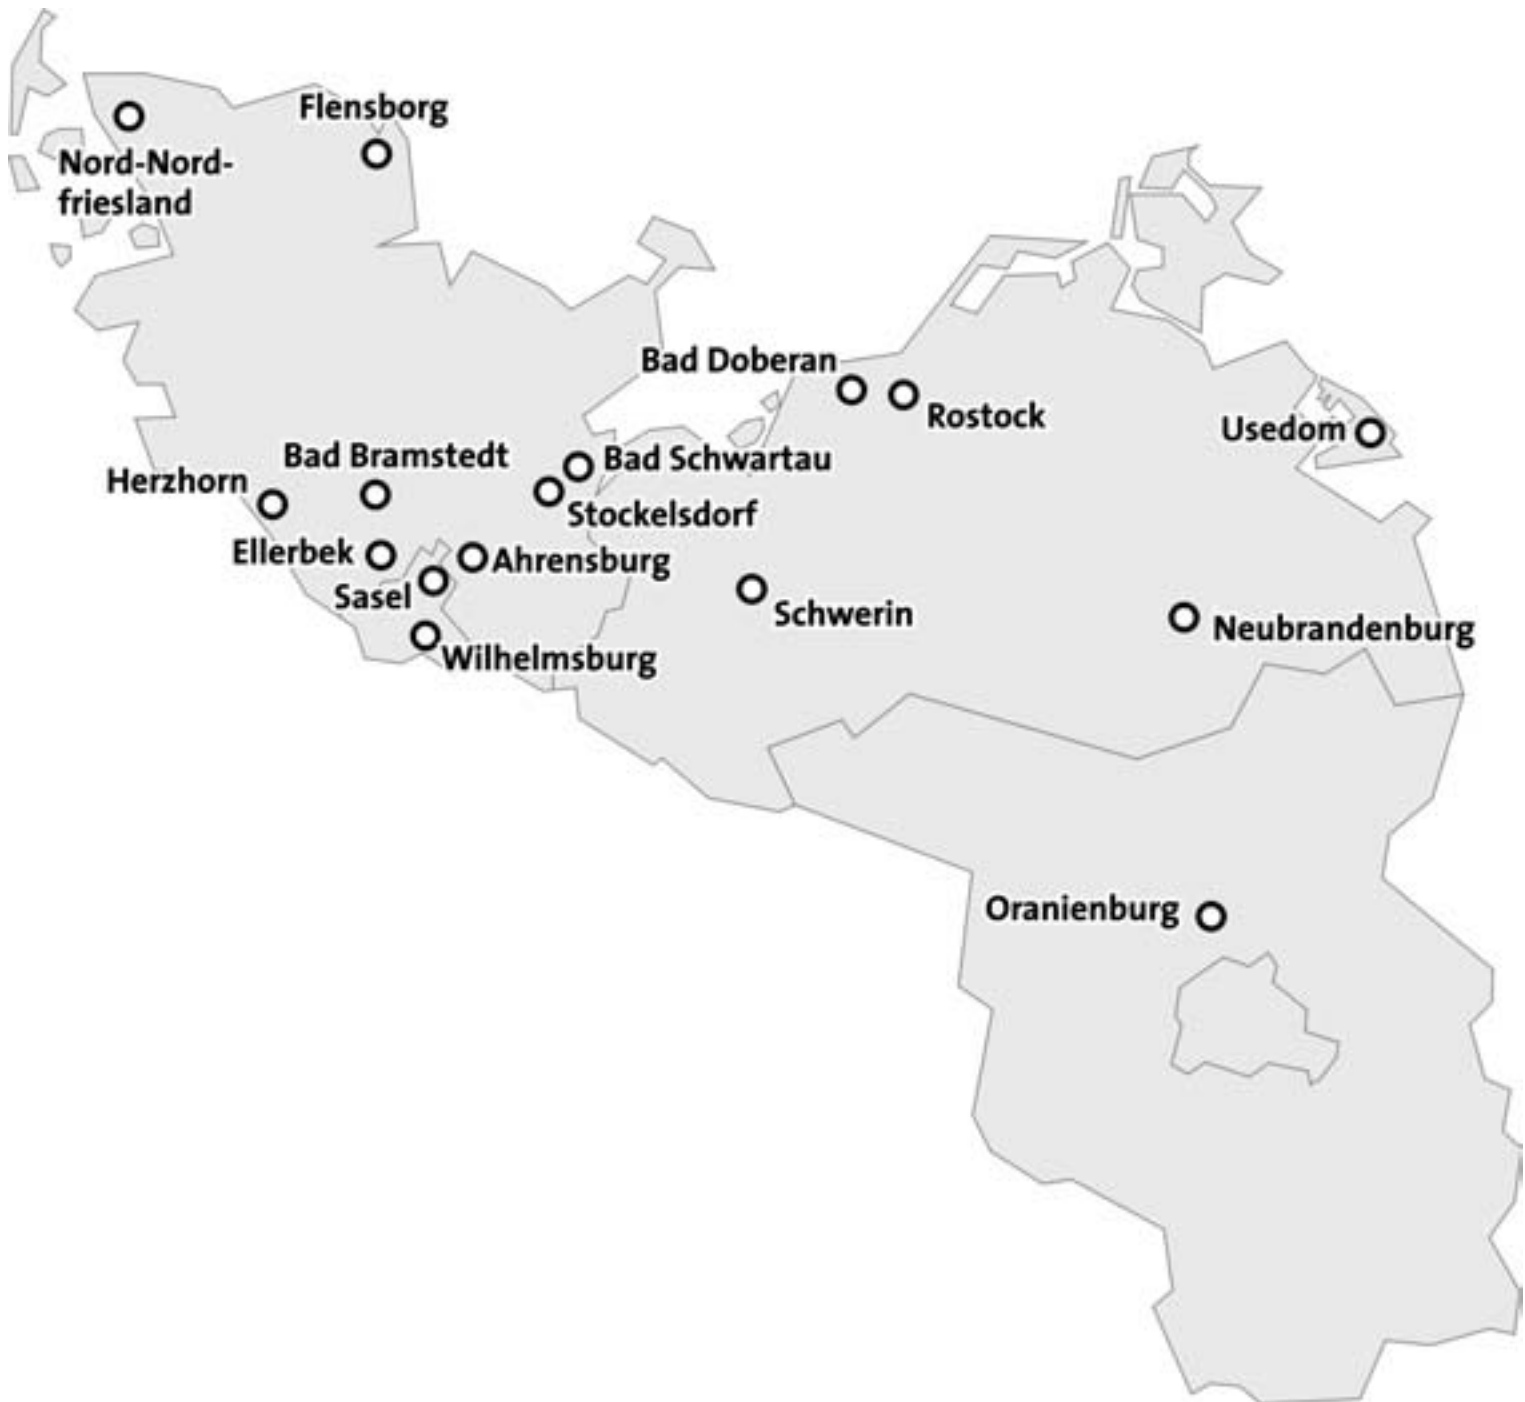 Flensborg
Nord-Nord-
friesland
Bad Doberan
Rostock
Usedom
Bad Bramstedt
Bad Schwartau
Herzhorn
Stockelsdorf
Ellerbek
Ahrensburg
Sasel
Schwerin
Neubrandenburg
Wilhelmsburg
Oranienburg